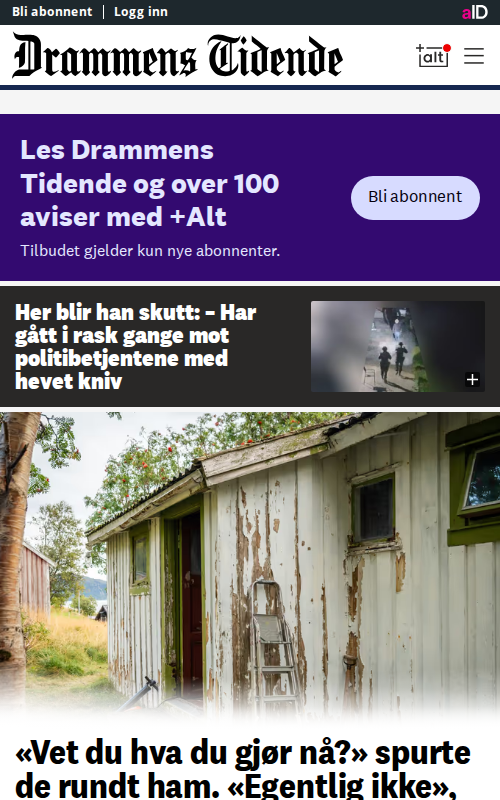 Bli abonnent
Logg inn
aID
Drammens Tidende
+alt
Les Drammens
Tidende og over 100
aviser med +Alt
Tilbudet gjelder kun nye abonnenter.
Bli abonnent
Her blir han skutt: – Har
gått i rask gange mot
politibetjentene med
hevet kniv
«Vet du hva du gjør nå?» spurte
de rundt ham. «Egentlig ikke»,